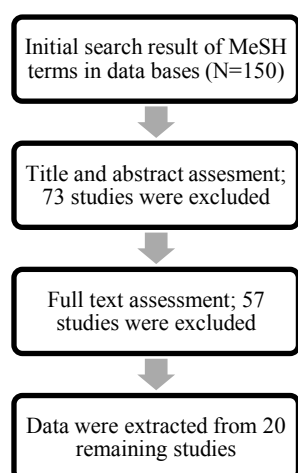 Initial search result of MeSH
terms in data bases (N=150)
Title and abstract assesment;
73 studies were excluded
Full text assessment; 57
studies were excluded
Data were extracted from 20
remaining studies